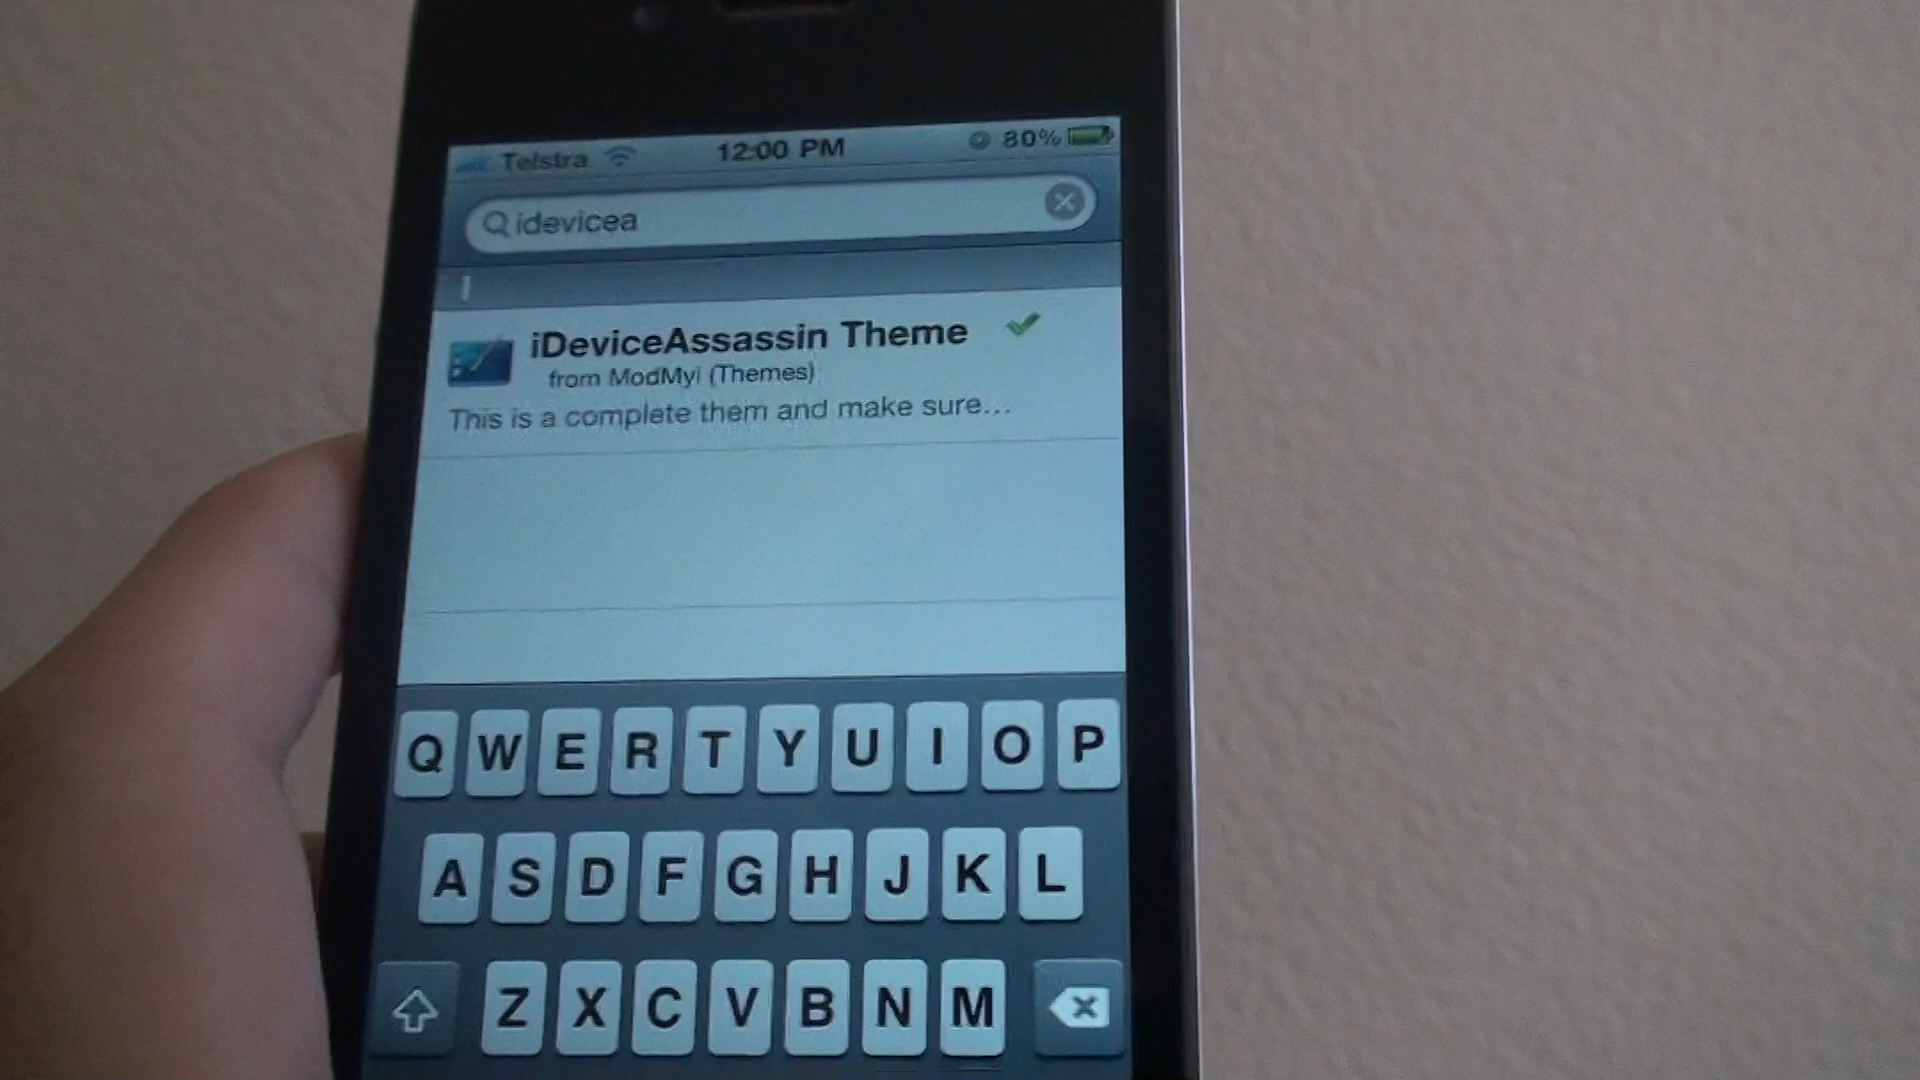 Telstra 12:00 PM 80%
idevicea
I
iDeviceAssassin Theme
from ModMyi (Themes)
This is a complete them and make sure...
Q W E R T Y U I O P
A S D F G H J K L
Z X C V B N M